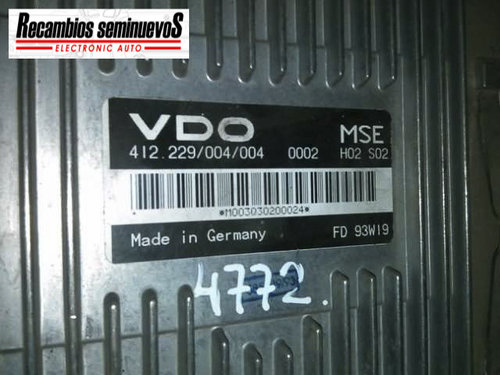 Recambios seminuevos
ELECTRONIC AUTO
VDO MSE
412.229/004/004 0002 H02 S02
*M003030200024*
Made in Germany FD 93W19
4772.